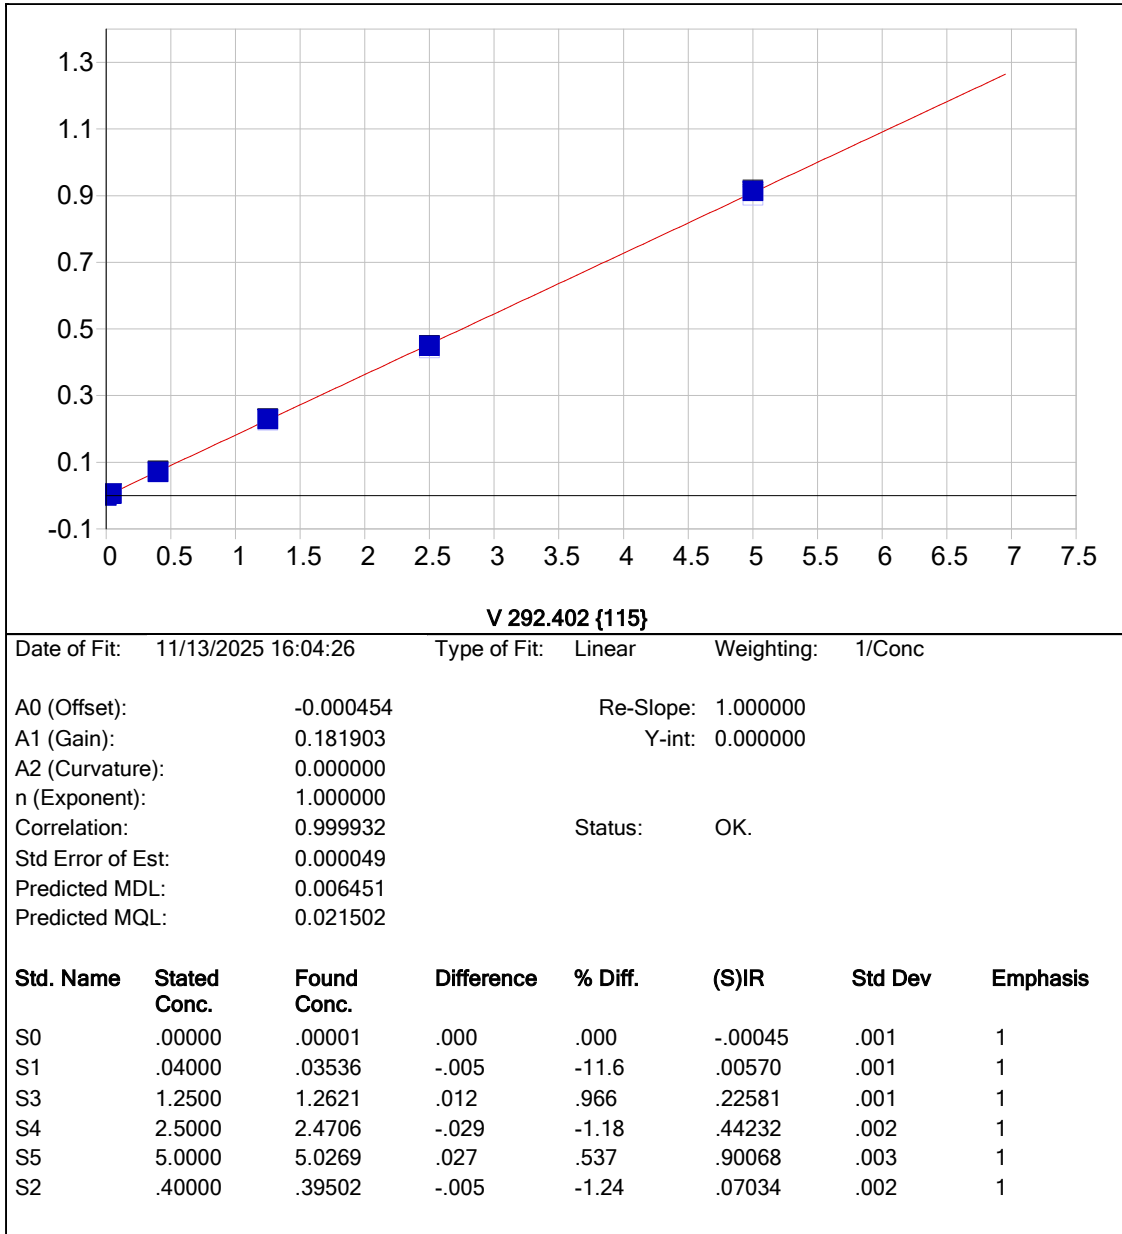 1.3
1.1
0.9
0.7
0.5
0.3
0.1
-0.1
0 0.5 1 1.5 2 2.5 3 3.5 4 4.5 5 5.5 6 6.5 7 7.5
V 292.402 {115}
Date of Fit: 11/13/2025 16:04:26 Type of Fit: Linear Weighting: 1/Conc
A0 (Offset): -0.000454 Re-Slope: 1.000000
A1 (Gain): 0.181903 Y-int: 0.000000
A2 (Curvature): 0.000000
n (Exponent): 1.000000
Correlation: 0.999932 Status: OK.
Std Error of Est: 0.000049
Predicted MDL: 0.006451
Predicted MQL: 0.021502
Std. Name Stated Found Difference % Diff. (S)IR Std Dev Emphasis
Conc. Conc.
S0 .00000 .00001 .000 .000 -.00045 .001 1
S1 .04000 .03536 -.005 -11.6 .00570 .001 1
S3 1.2500 1.2621 .012 .966 .22581 .001 1
S4 2.5000 2.4706 -.029 -1.18 .44232 .002 1
S5 5.0000 5.0269 .027 .537 .90068 .003 1
S2 .40000 .39502 -.005 -1.24 .07034 .002 1